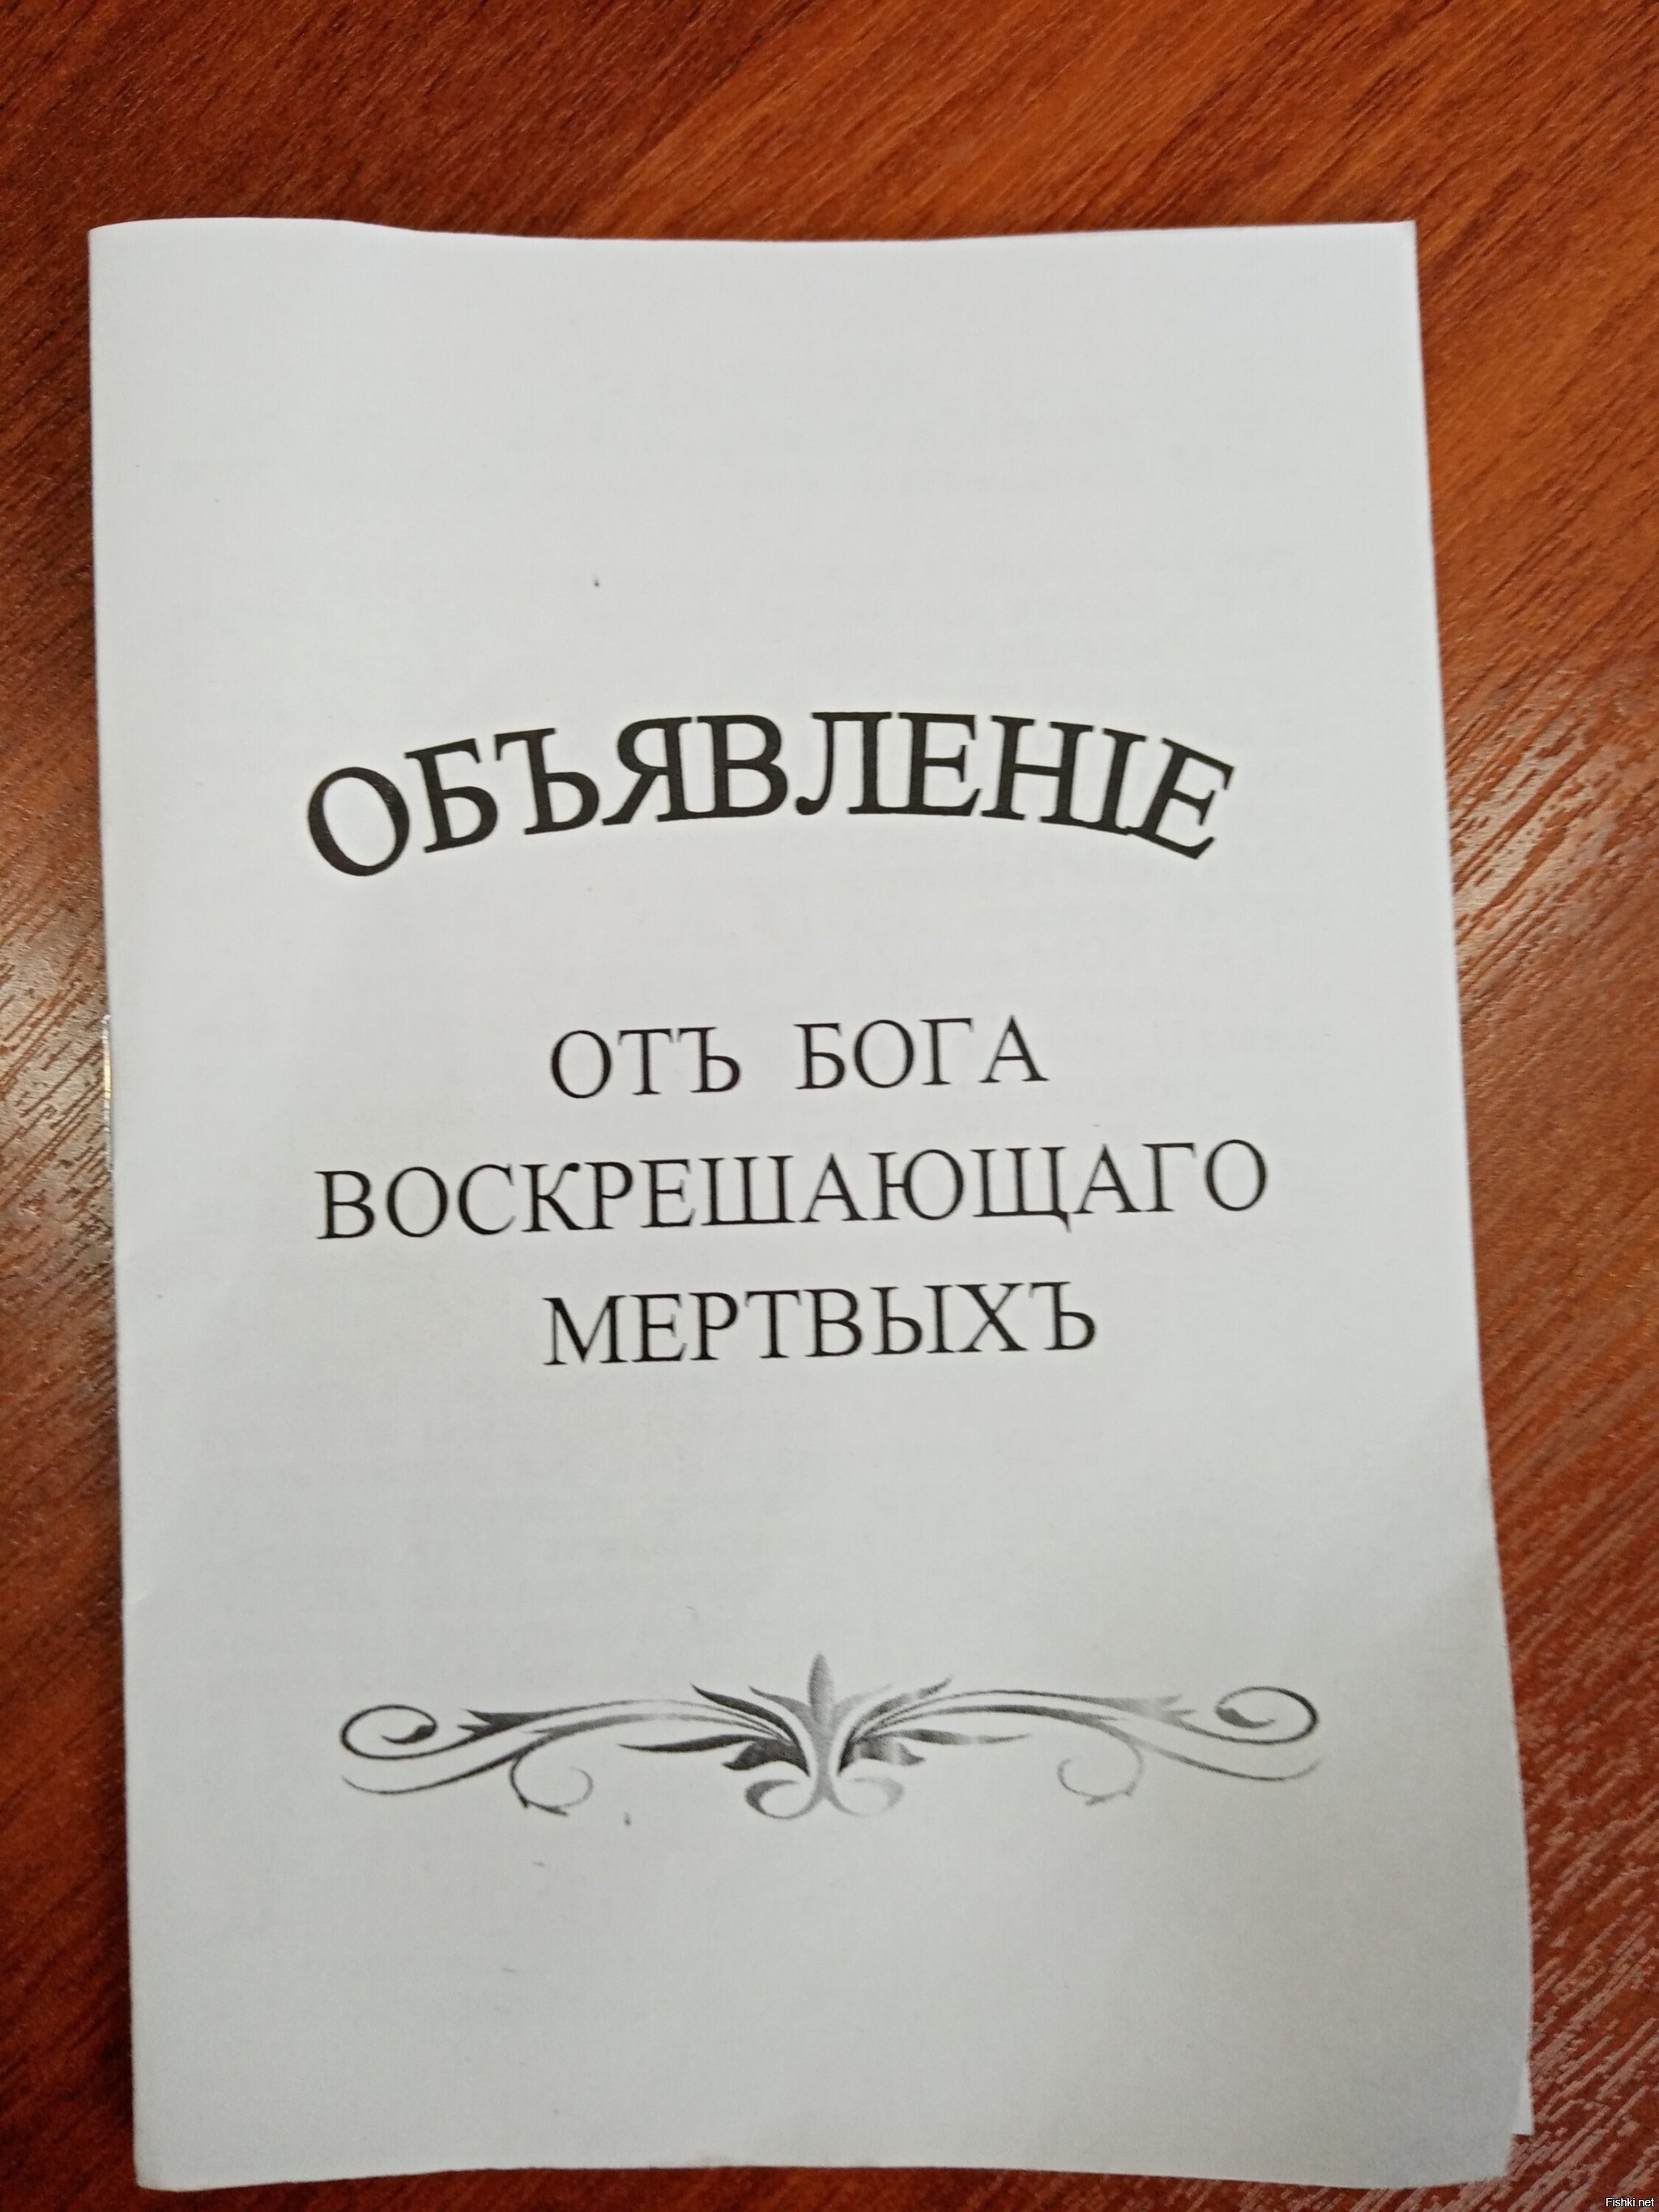 ОБЪЯВЛЕНІЕ
ОТЪ БОГА
ВОСКРЕШАЮЩАГО
МЕРТВЫХЪ
Fishki.net